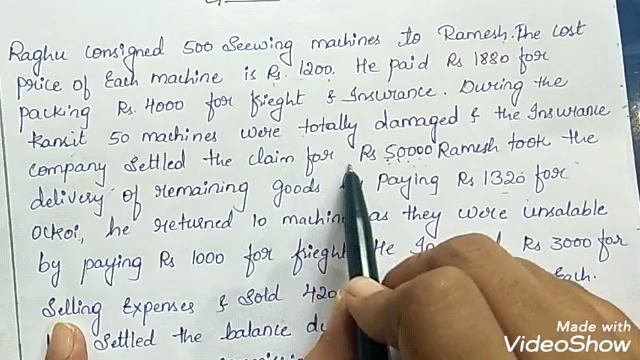 Raghu consigned 500 Seewing machines to Ramesh. The cost
price of Each machine is Rs. 1200. He paid Rs 1880 for
packing Rs. 4000 for frieght & Insurance. During the
transit 50 machines were totally damaged & the Insurance
company settled the claim for Rs 50000 Ramesh took the
delivery of remaining goods paying Rs 1320 for
ockoi, he returned 10 machin as they were unsalable
by paying Rs 1000 for frieght He Rs 3000 for
Selling Expenses & Sold 420 Each.
Settled the balance
Made with
VideoShow